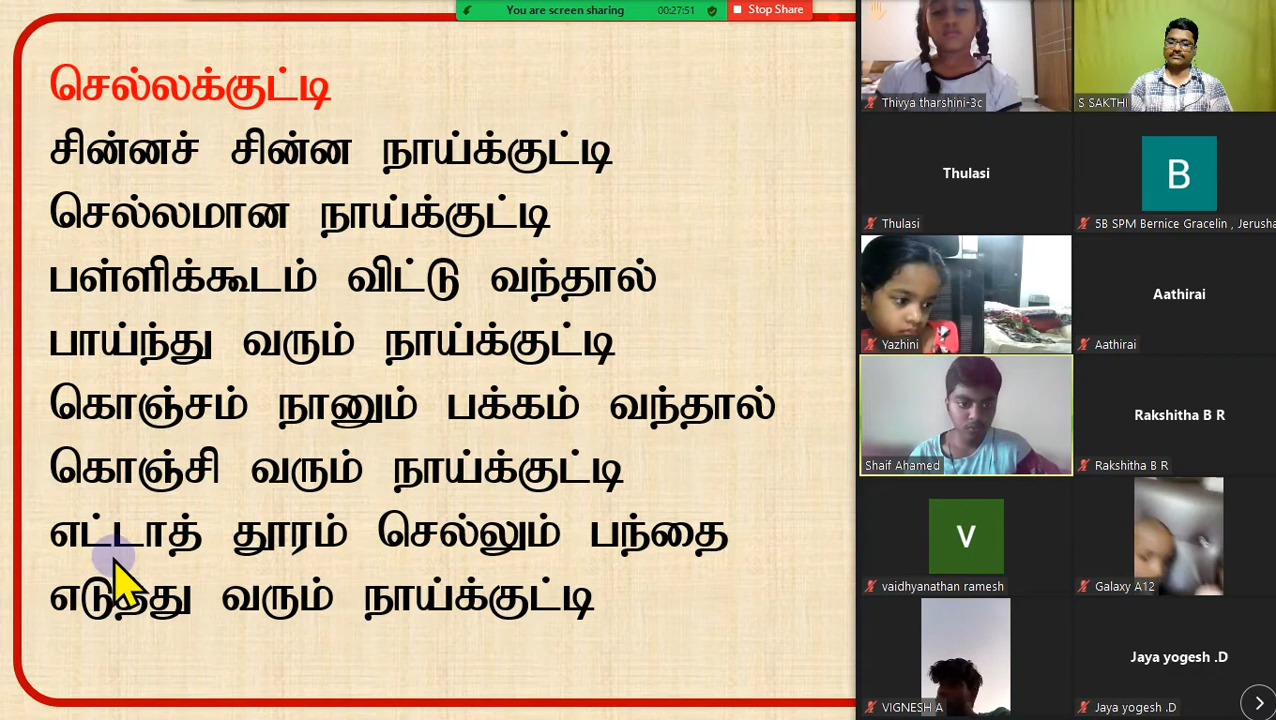 You are screen sharing
00:27:51
Stop Share
செல்லக்குட்டி
சின்னச் சின்ன நாய்க்குட்டி
செல்லமான நாய்க்குட்டி
பள்ளிக்கூடம் விட்டு வந்தால்
பாய்ந்து வரும் நாய்க்குட்டி
கொஞ்சம் நானும் பக்கம் வந்தால்
கொஞ்சி வரும் நாய்க்குட்டி
எட்டாத் தூரம் செல்லும் பந்தை
எடுத்து வரும் நாய்க்குட்டி
Thivya tharshini-3c
S SAKTHI
Thulasi
Thulasi
B
5B SPM Bernice Gracelin , Jerusha
Yazhini
Aathirai
Aathirai
Shaif Ahamed
Rakshitha B R
Rakshitha B R
V
vaidhyanathan ramesh
Galaxy A12
VIGNESH A
Jaya yogesh .D
Jaya yogesh .D